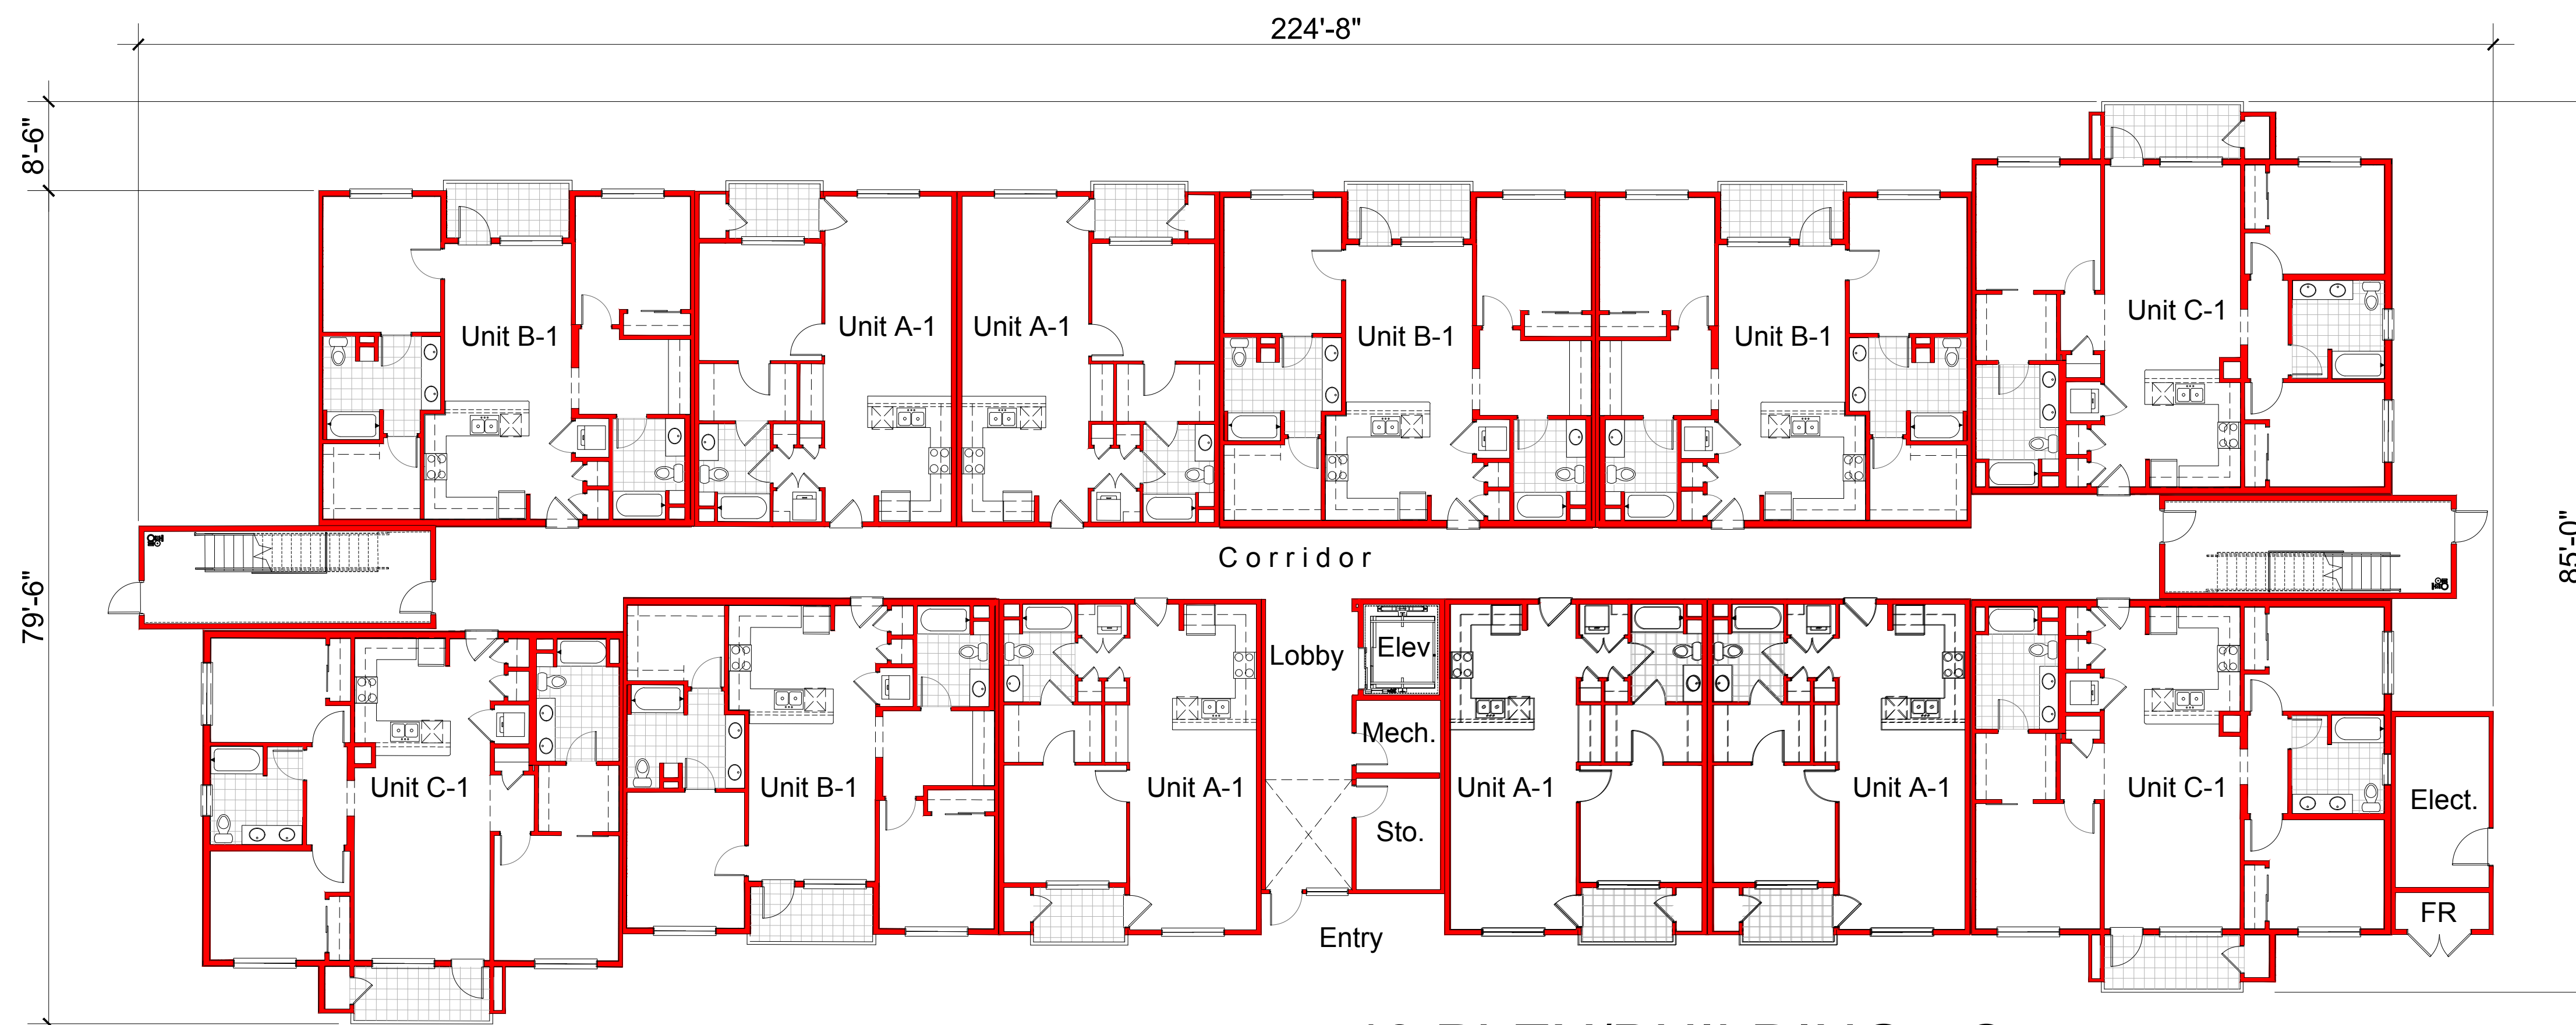 224'-8"
8'-6"
Unit C-1
Unit B-1
Unit A-1
Unit A-1
Unit B-1
Unit B-1
79'-6"
Corridor
85'-0"
Lobby
Elev
Mech.
Unit C-1
Unit B-1
Unit A-1
Unit A-1
Unit A-1
Unit C-1
Elect.
Sto.
FR
Entry